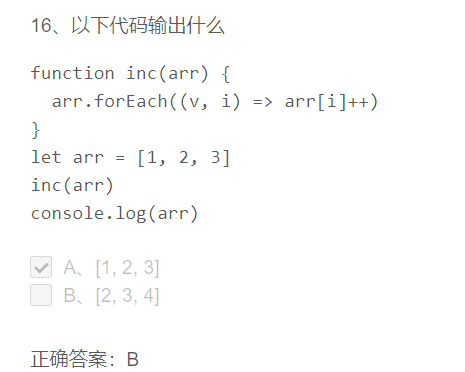 16、以下代码输出什么
function inc(arr) {
  arr.forEach((v, i) => arr[i]++)
}
let arr = [1, 2, 3]
inc(arr)
console.log(arr)
A、[1, 2, 3]
B、[2, 3, 4]
正确答案：B